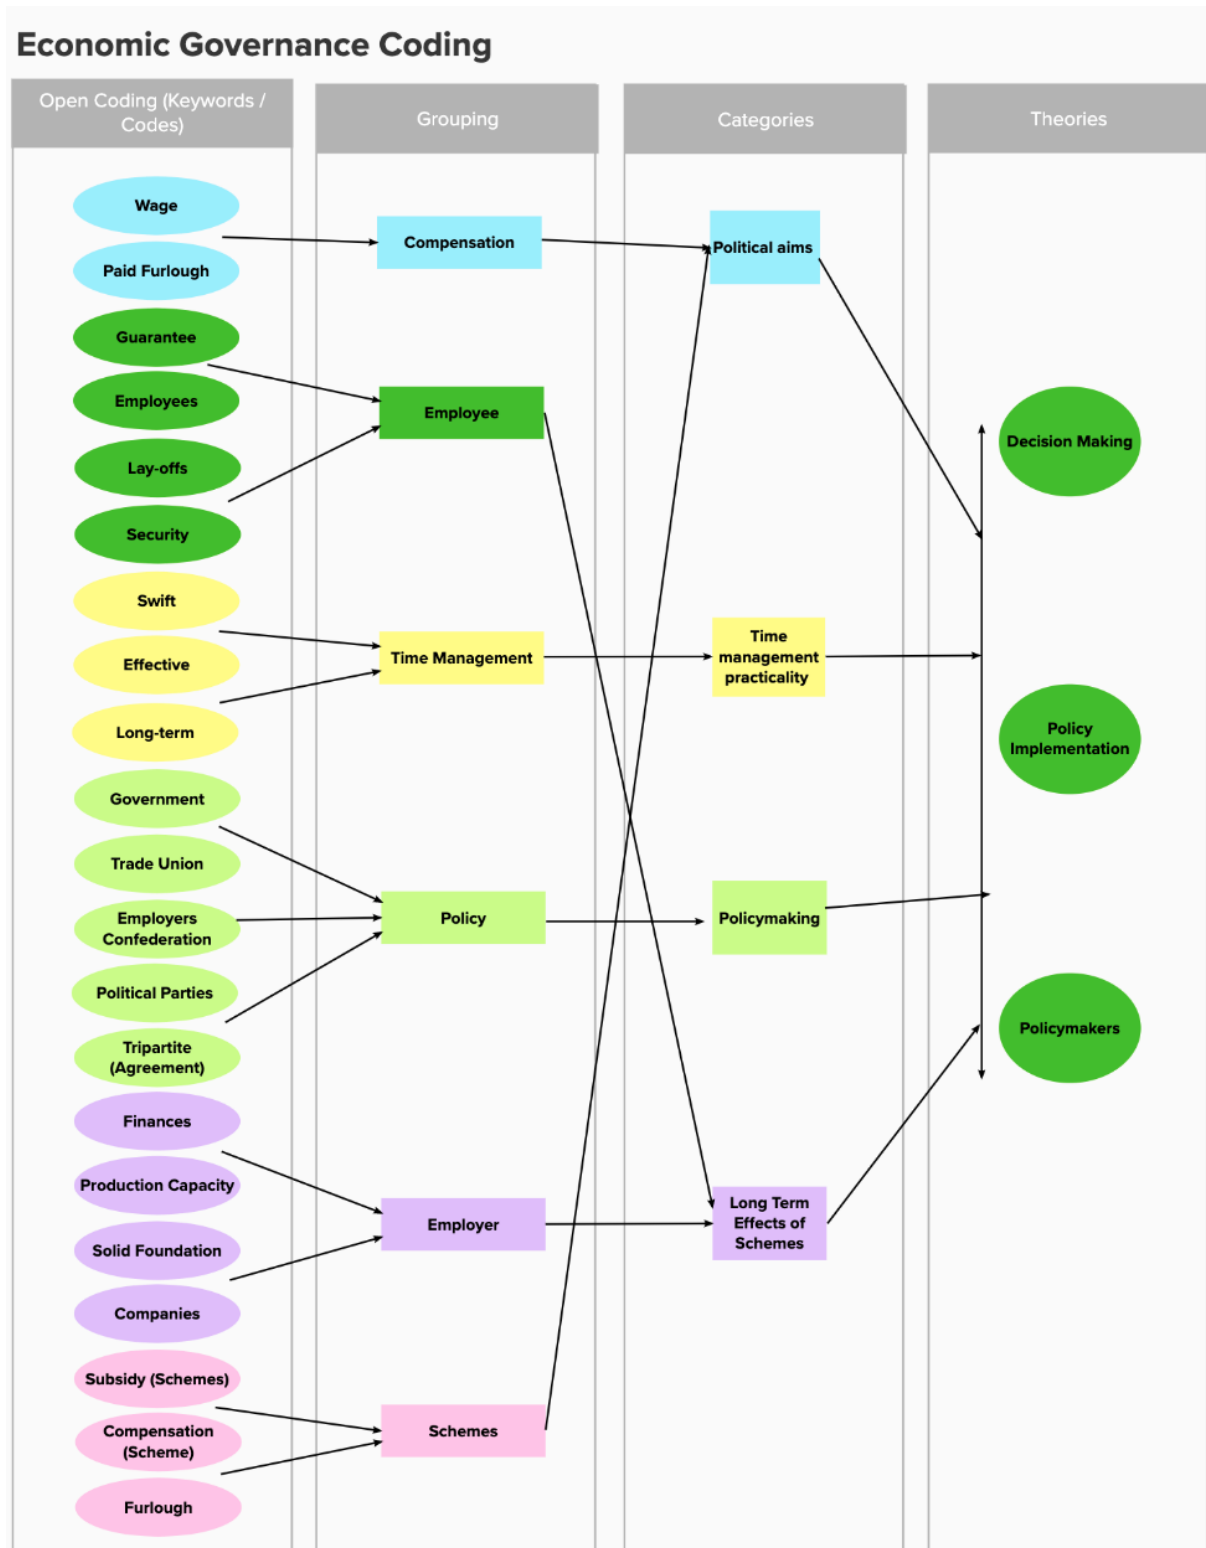 Economic Governance Coding
Open Coding (Keywords /
Codes)
Grouping
Categories
Theories
Wage
Paid Furlough
Guarantee
Employees
Lay-offs
Security
Swift
Effective
Long-term
Government
Trade Union
Employers
Confederation
Political Parties
Tripartite
(Agreement)
Finances
Production Capacity
Solid Foundation
Companies
Subsidy (Schemes)
Compensation
(Scheme)
Furlough
Compensation
Employee
Time Management
Policy
Employer
Schemes
Political aims
Time
management
practicality
Policymaking
Long Term
Effects of
Schemes
Decision Making
Policy
Implementation
Policymakers